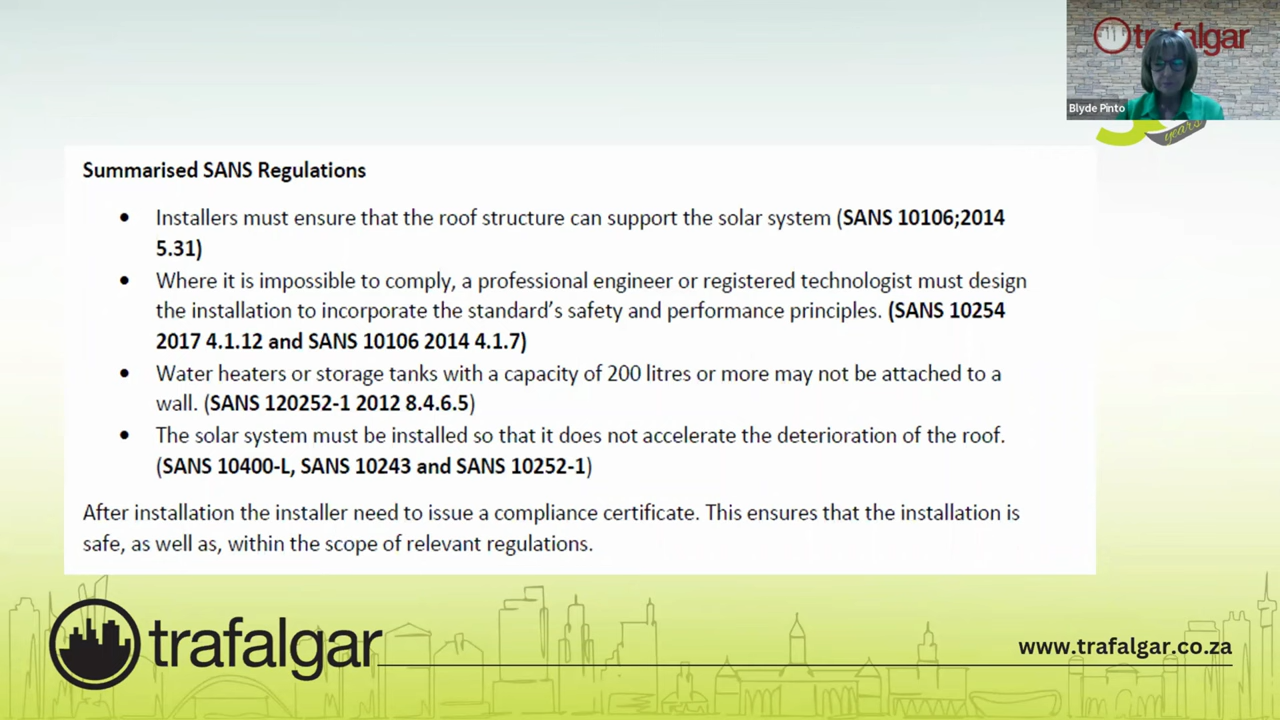 trafalgar
Blyde Pinto
years
Summarised SANS Regulations
• Installers must ensure that the roof structure can support the solar system (SANS 10106;2014
5.31)
• Where it is impossible to comply, a professional engineer or registered technologist must design
the installation to incorporate the standard's safety and performance principles. (SANS 10254
2017 4.1.12 and SANS 10106 2014 4.1.7)
• Water heaters or storage tanks with a capacity of 200 litres or more may not be attached to a
wall. (SANS 120252-1 2012 8.4.6.5)
• The solar system must be installed so that it does not accelerate the deterioration of the roof.
(SANS 10400-L, SANS 10243 and SANS 10252-1)
After installation the installer need to issue a compliance certificate. This ensures that the installation is
safe, as well as, within the scope of relevant regulations.
trafalgar
www.trafalgar.co.za